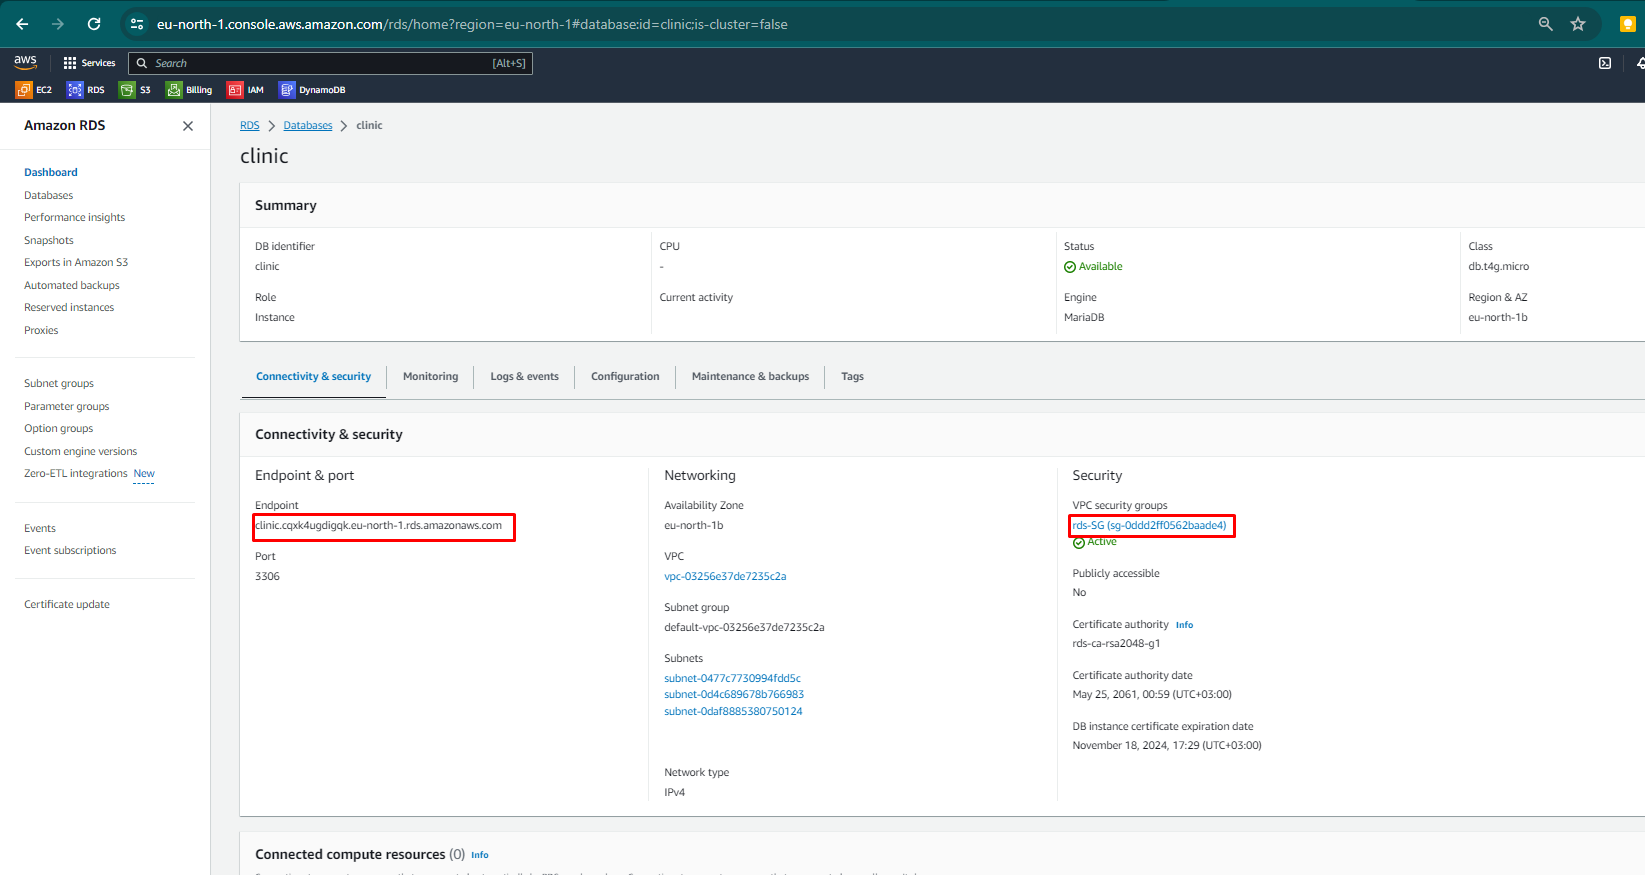 eu-north-1.console.aws.amazon.com/rds/home?region=eu-north-1#database:id=clinic;is-cluster=false
aws
Services
Search
[Alt+S]
EC2
RDS
S3
Billing
IAM
DynamoDB
Amazon RDS
Dashboard
Databases
Performance insights
Snapshots
Exports in Amazon S3
Automated backups
Reserved instances
Proxies
Subnet groups
Parameter groups
Option groups
Custom engine versions
Zero-ETL integrations New
Events
Event subscriptions
Certificate update
RDS > Databases > clinic
clinic
Summary
DB identifier
clinic
Role
Instance
CPU
-
Current activity
Status
Available
Engine
MariaDB
Class
db.t4g.micro
Region & AZ
eu-north-1b
Connectivity & security
Monitoring
Logs & events
Configuration
Maintenance & backups
Tags
Connectivity & security
Endpoint & port
Endpoint
clinic.cqxk4ugdigqk.eu-north-1.rds.amazonaws.com
Port
3306
Networking
Availability Zone
eu-north-1b
VPC
vpc-03256e37de7235c2a
Subnet group
default-vpc-03256e37de7235c2a
Subnets
subnet-0477c7730994fdd5c
subnet-0d4c689678b766983
subnet-0daf8885380750124
Network type
IPv4
Security
VPC security groups
rds-SG (sg-0ddd2ff0562baade4)
Active
Publicly accessible
No
Certificate authority Info
rds-ca-rsa2048-g1
Certificate authority date
May 25, 2061, 00:59 (UTC+03:00)
DB instance certificate expiration date
November 18, 2024, 17:29 (UTC+03:00)
Connected compute resources (0) Info